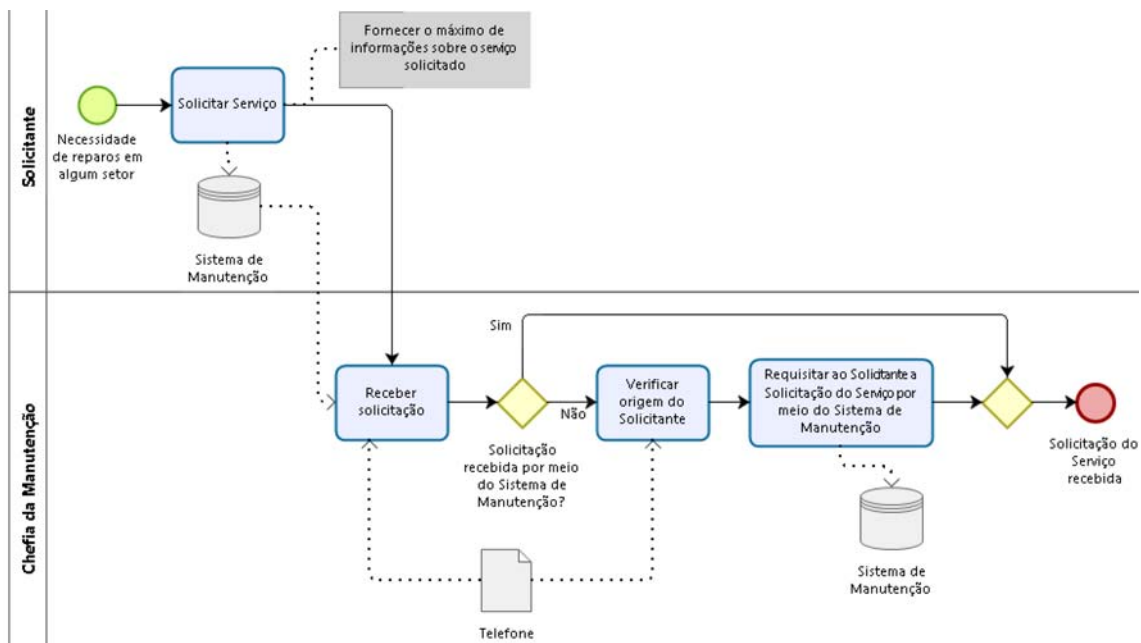 Solicitante
Fornecer o máximo de
informações sobre o serviço
solicitado
Solicitar Serviço
Necessidade
de reparos em
algum setor
Sistema de
Manutenção
Chefia da Manutenção
Sim
Receber
solicitação
Não
Solicitação
recebida por meio
do Sistema de
Manutenção?
Verificar
origem do
Solicitante
Requisitar ao Solicitante a
Solicitação do Serviço por
meio do Sistema de
Manutenção
Solicitação do
Serviço
recebida
Sistema de
Manutenção
Telefone